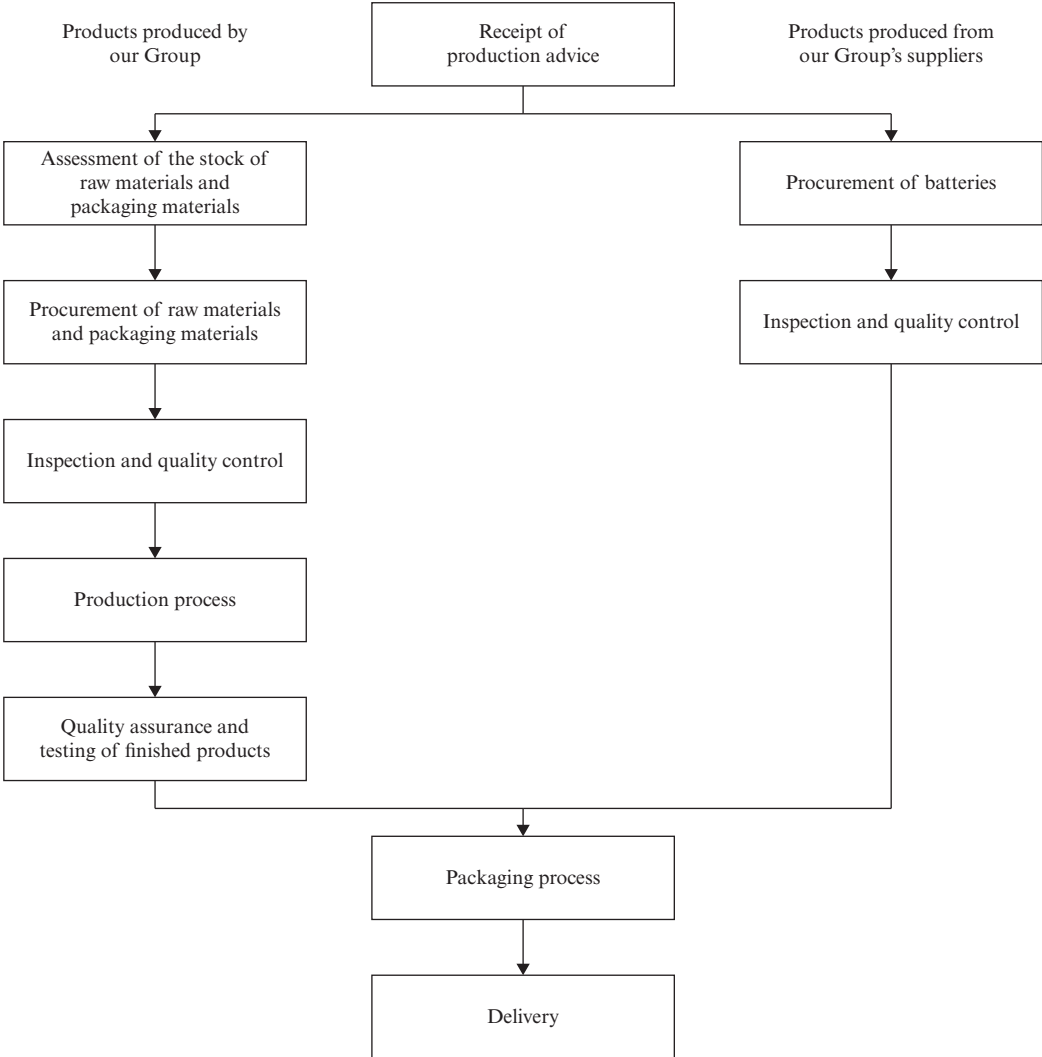 Products produced by
our Group
Receipt of
production advice
Products produced from
our Group's suppliers
Assessment of the stock of
raw materials and
packaging materials
Procurement of batteries
Procurement of raw materials
and packaging materials
Inspection and quality control
Inspection and quality control
Production process
Quality assurance and
testing of finished products
Packaging process
Delivery